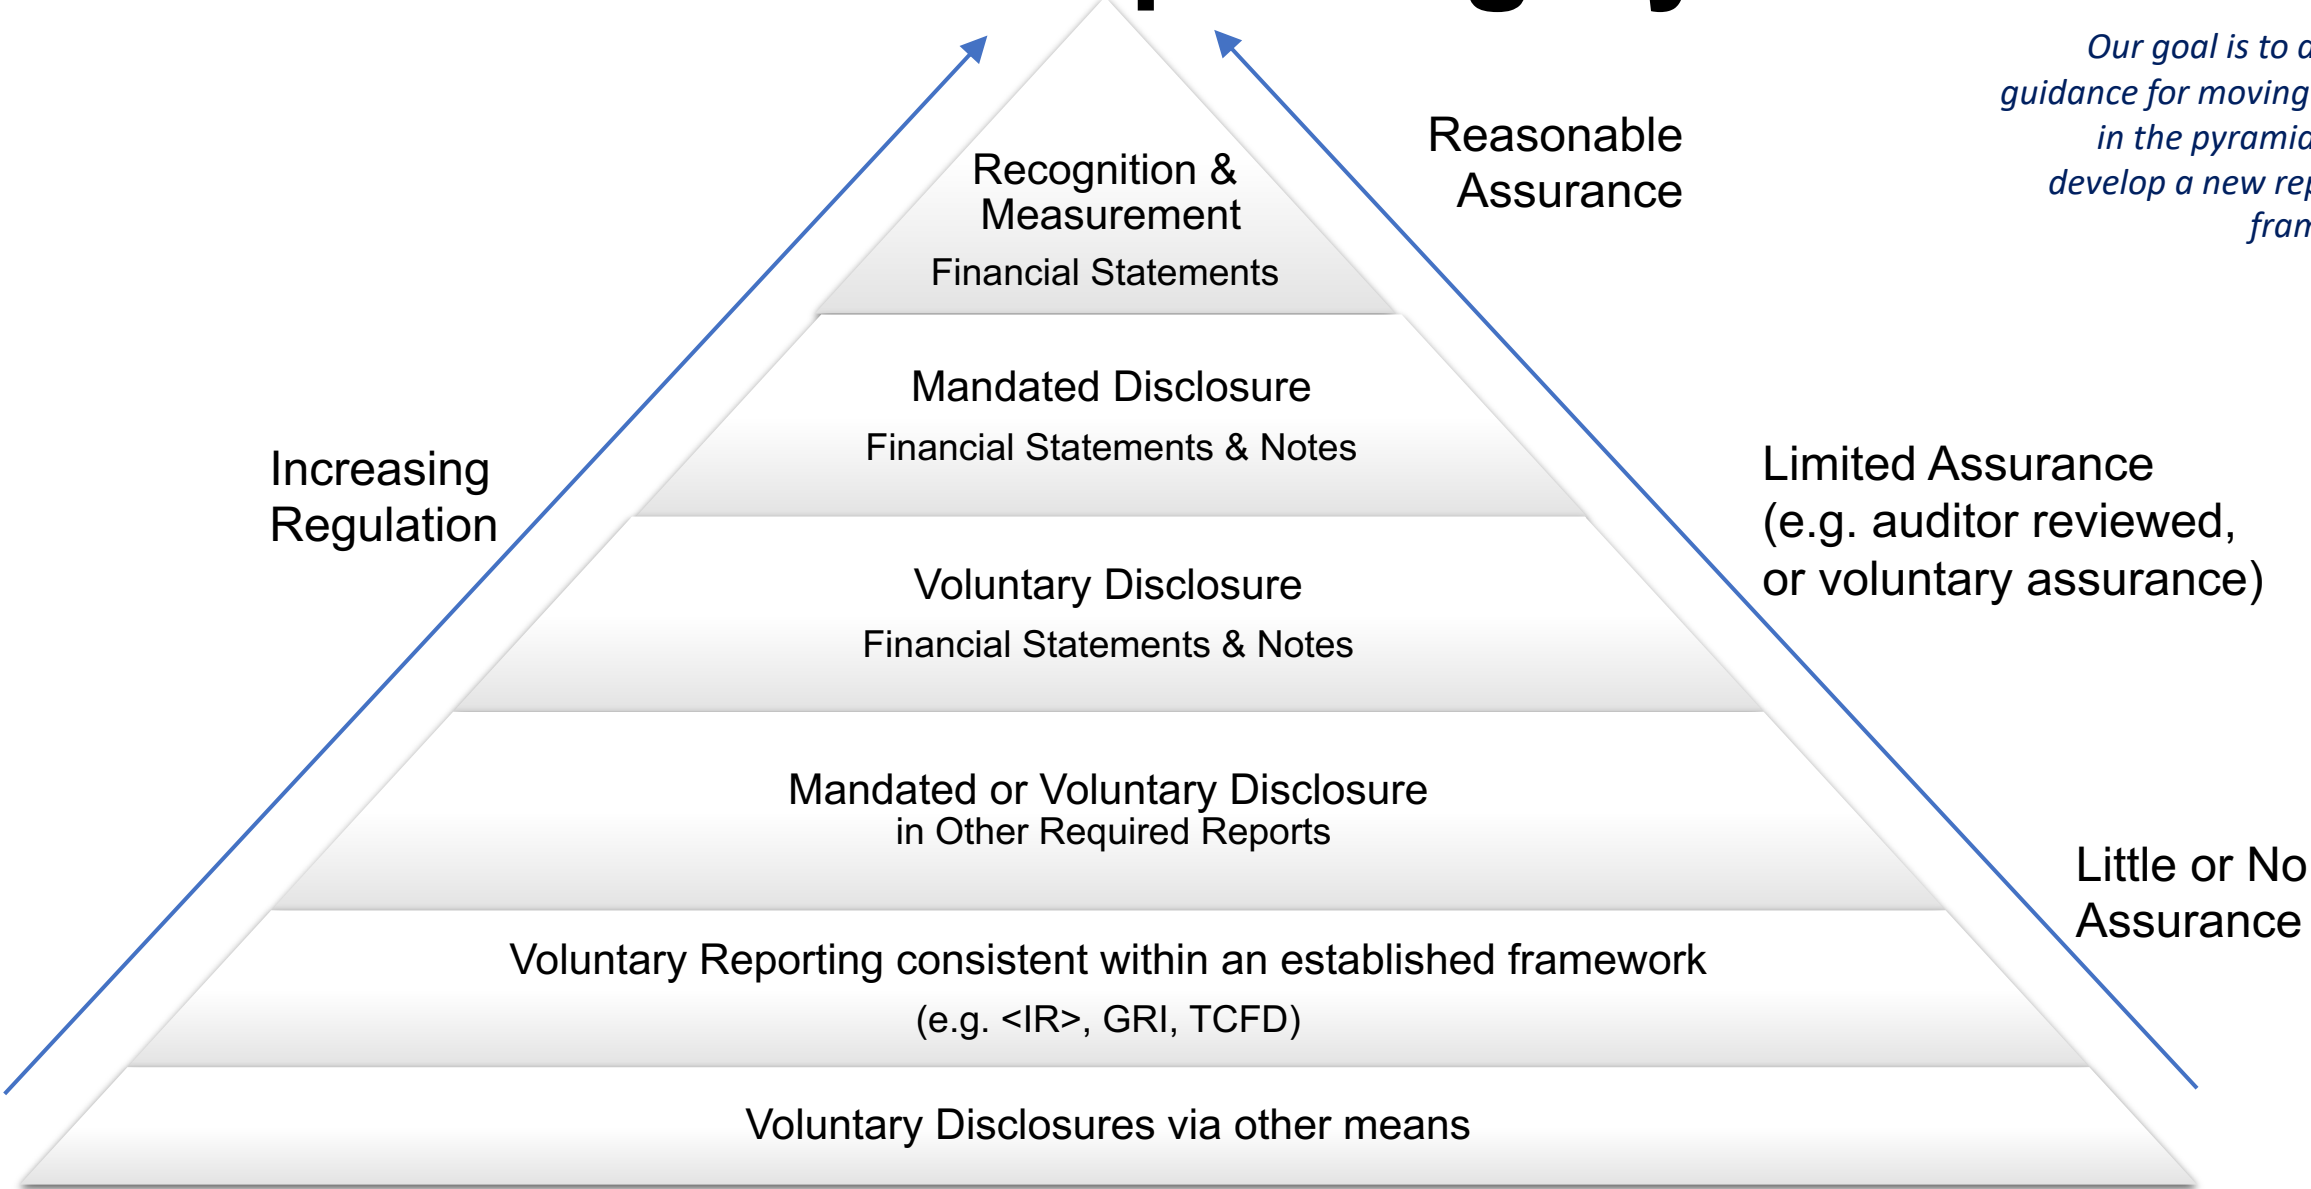 Our goal is to
guidance for moving
in the pyramid
develop a new
Reasonable
Assurance
Recognition &
Measurement
Financial Statements
Mandated Disclosure
Financial Statements & Notes
Increasing
Regulation
Limited Assurance
(e.g. auditor reviewed,
or voluntary assurance)
Voluntary Disclosure
Financial Statements & Notes
Mandated or Voluntary Disclosure
in Other Required Reports
Little or No
Assurance
Voluntary Reporting consistent within an established framework
(e.g. <IR>, GRI, TCFD)
Voluntary Disclosures via other means